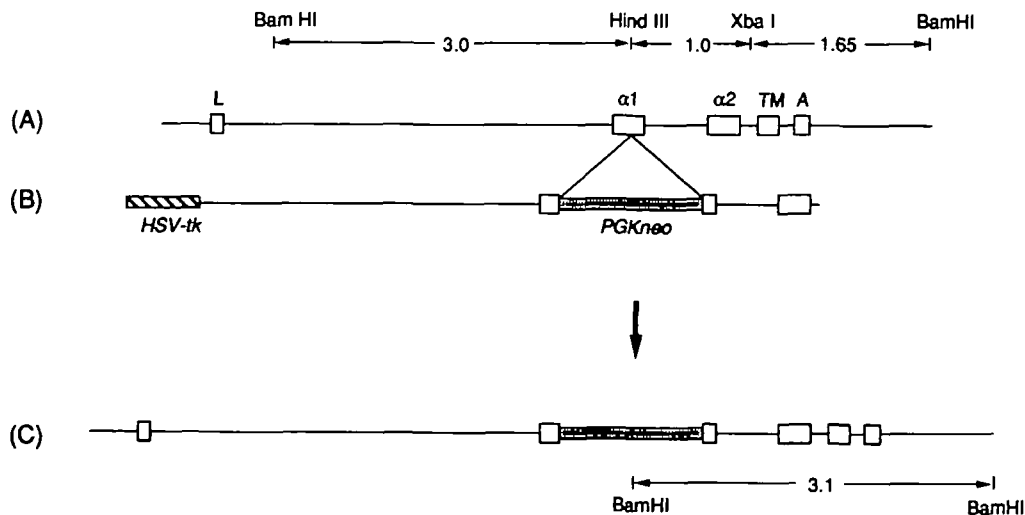 Bam HI Hind III Xba I BamHI
3.0 1.0 1.65
L α1 α2 TM A
(A)
(B)
HSV-tk PGKneo
(C)
3.1
BamHI BamHI